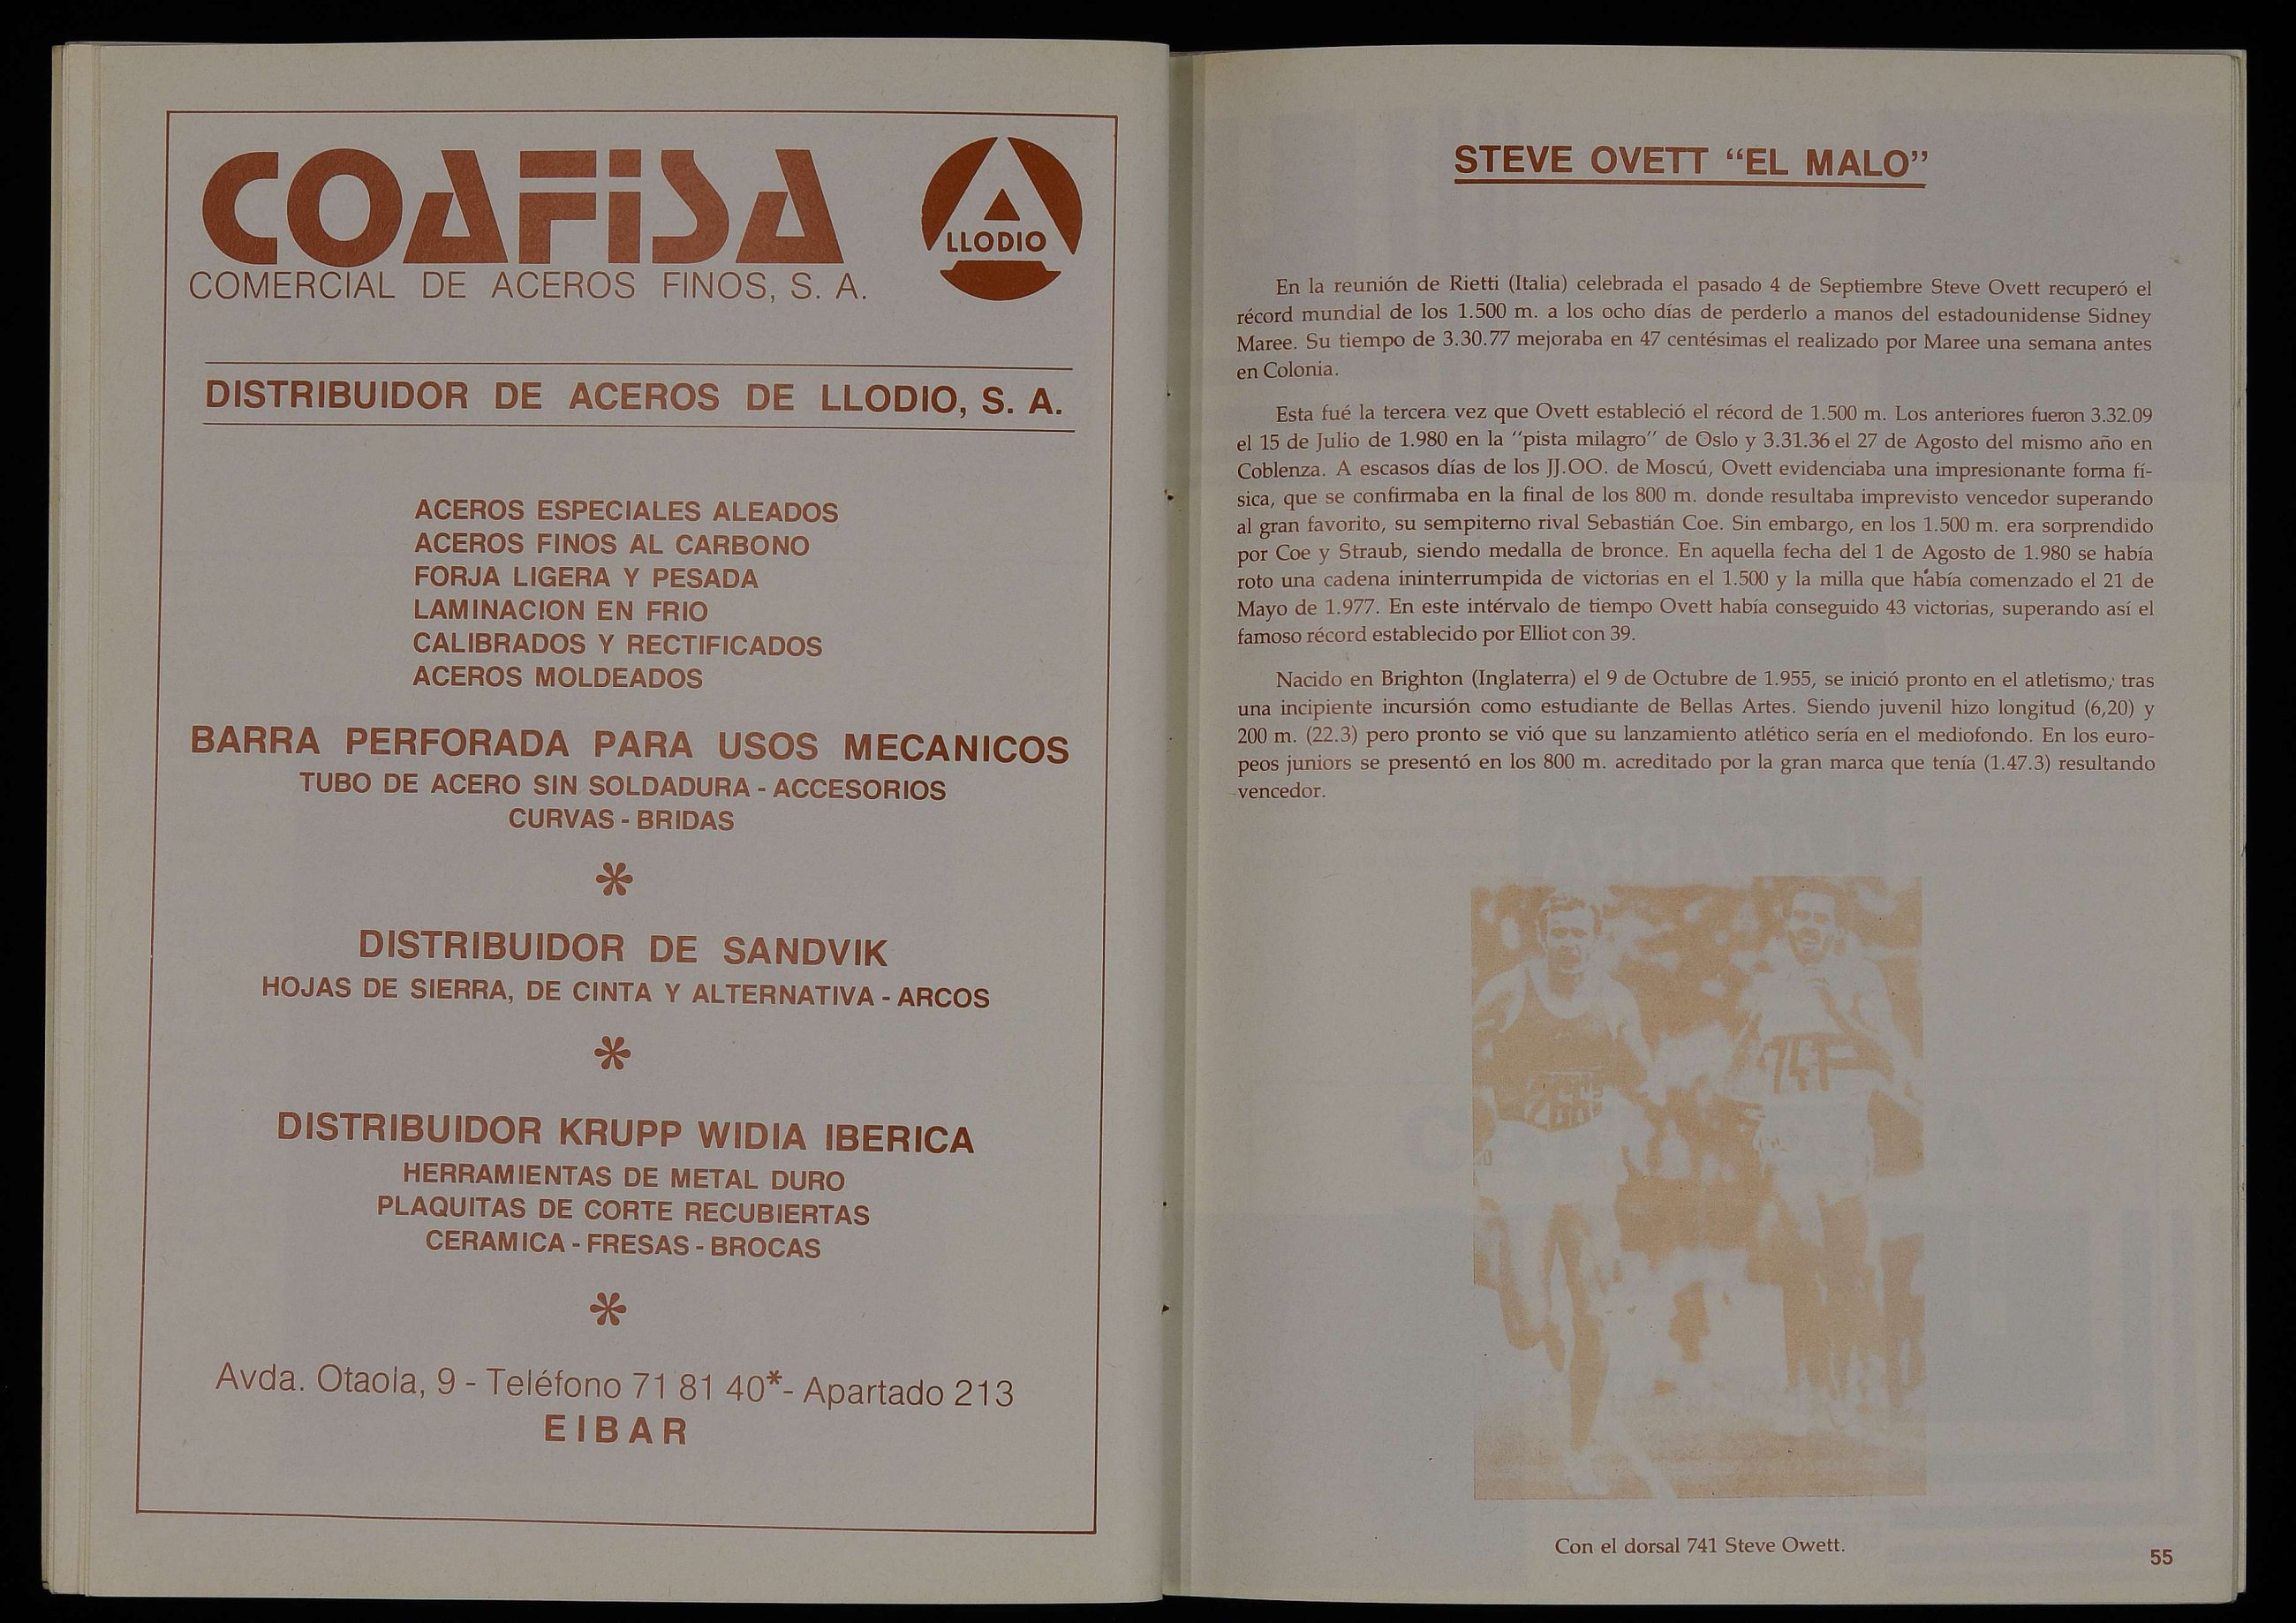 COAFISA
LLODIO
COMERCIAL DE ACEROS FINOS, S. A.
DISTRIBUIDOR DE ACEROS DE LLODIO, S. A.
ACEROS ESPECIALES ALEADOS
ACEROS FINOS AL CARBONO
FORJA LIGERA Y PESADA
LAMINACION EN FRIO
CALIBRADOS Y RECTIFICADOS
ACEROS MOLDEADOS
BARRA PERFORADA PARA USOS MECANICOS
TUBO DE ACERO SIN SOLDADURA - ACCESORIOS
CURVAS - BRIDAS
*
DISTRIBUIDOR DE SANDVIK
HOJAS DE SIERRA, DE CINTA Y ALTERNATIVA - ARCOS
*
DISTRIBUIDOR KRUPP WIDIA IBERICA
HERRAMIENTAS DE METAL DURO
PLAQUITAS DE CORTE RECUBIERTAS
CERAMICA - FRESAS - BROCAS
*
Avda. Otaola, 9 - Teléfono 71 81 40*- Apartado 213
EIBAR
STEVE OVETT “EL MALO”
En la reunión de Rietti (Italia) celebrada el pasado 4 de Septiembre Steve Ovett recuperó el
récord mundial de los 1.500 m. a los ocho días de perderlo a manos del estadounidense Sidney
Maree. Su tiempo de 3.30.77 mejoraba en 47 centésimas el realizado por Maree una semana antes
en Colonia.
Esta fué la tercera vez que Ovett estableció el récord de 1.500 m. Los anteriores fueron 3.32.09
el 15 de Julio de 1.980 en la “pista milagro” de Oslo y 3.31.36 el 27 de Agosto del mismo año en
Coblenza. A escasos días de los JJ.OO. de Moscú, Ovett evidenciaba una impresionante forma fí-
sica, que se confirmaba en la final de los 800 m. donde resultaba imprevisto vencedor superando
al gran favorito, su sempiterno rival Sebastián Coe. Sin embargo, en los 1.500 m. era sorprendido
por Coe y Straub, siendo medalla de bronce. En aquella fecha del 1 de Agosto de 1.980 se había
roto una cadena ininterrumpida de victorias en el 1.500 y la milla que había comenzado el 21 de
Mayo de 1.977. En este intérvalo de tiempo Ovett había conseguido 43 victorias, superando así el
famoso récord establecido por Elliot con 39.
Nacido en Brighton (Inglaterra) el 9 de Octubre de 1.955, se inició pronto en el atletismo, tras
una incipiente incursión como estudiante de Bellas Artes. Siendo juvenil hizo longitud (6,20) y
200 m. (22.3) pero pronto se vió que su lanzamiento atlético sería en el mediofondo. En los euro-
peos juniors se presentó en los 800 m. acreditado por la gran marca que tenía (1.47.3) resultando
vencedor.
741
Con el dorsal 741 Steve Owett.
55